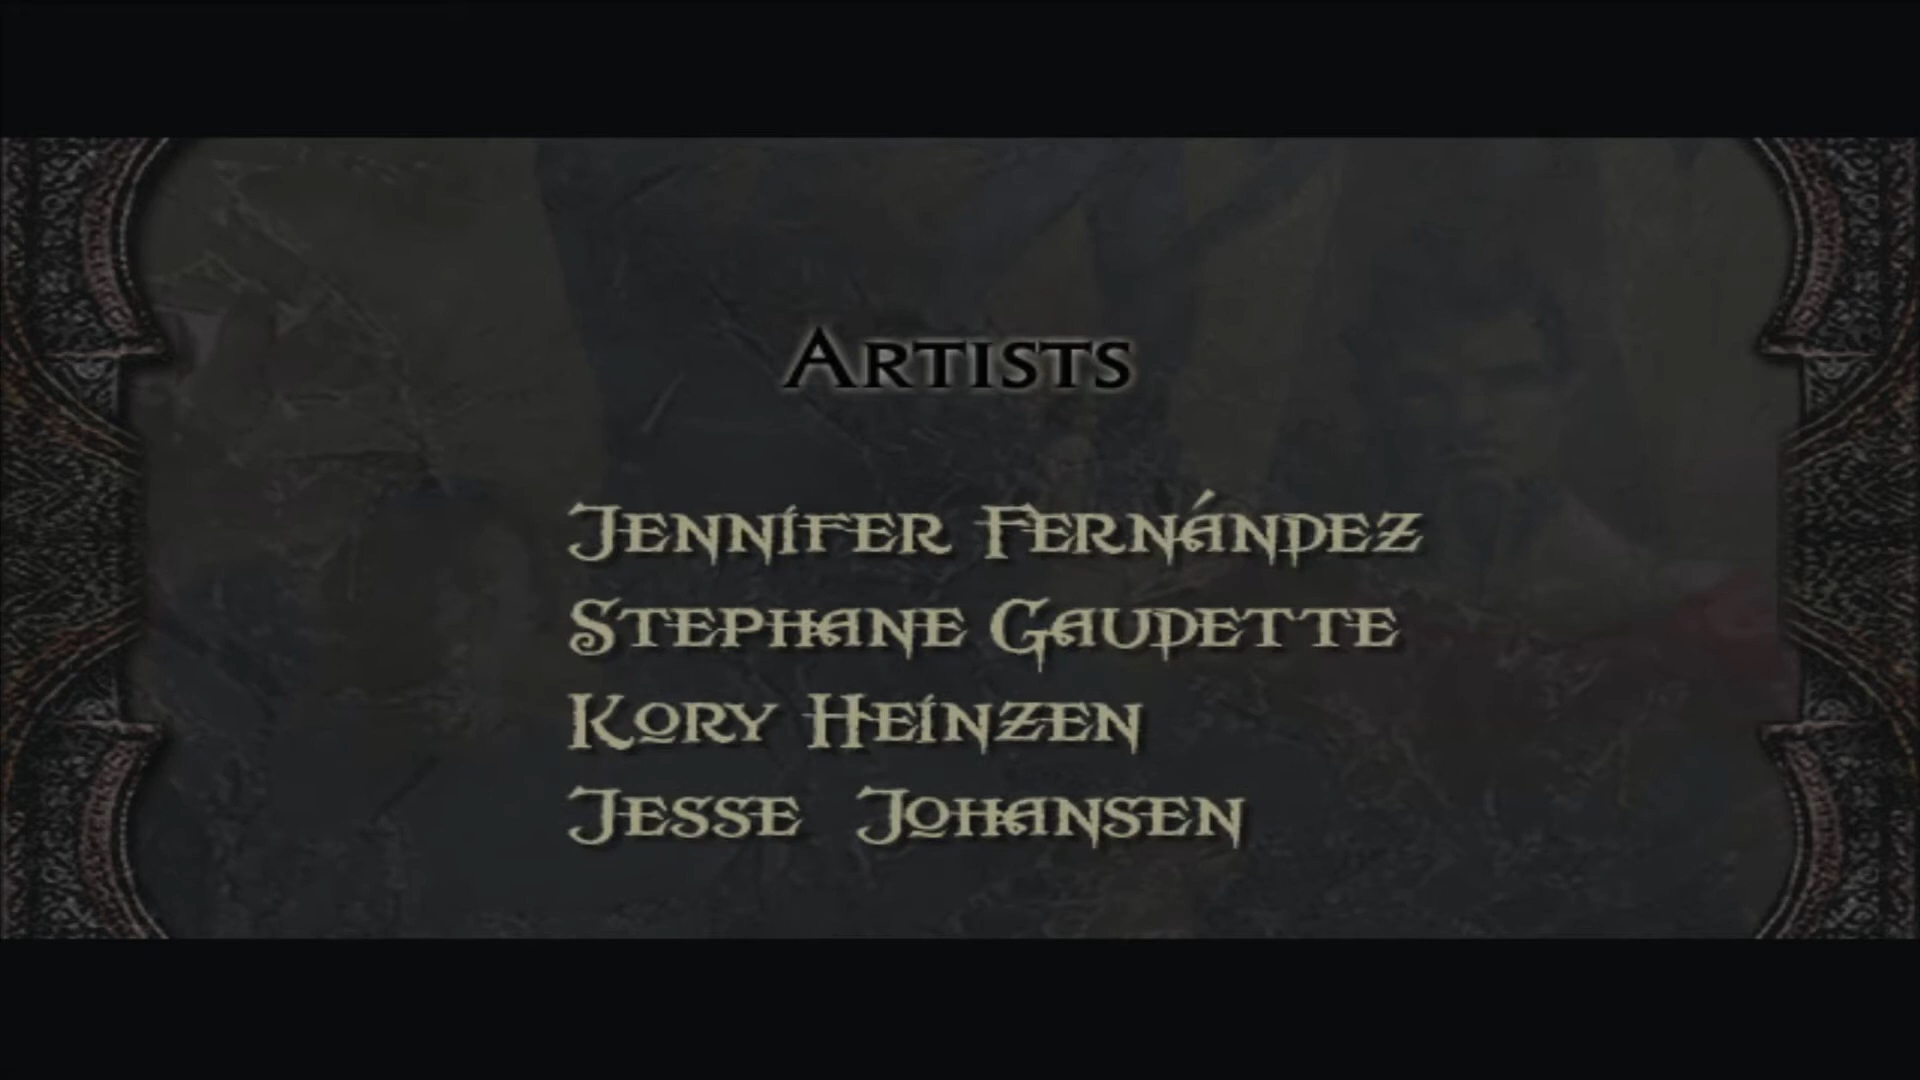 Artists
Jennifer Fernández
Stephane Gaudette
Kory Heinzen
Jesse Johansen